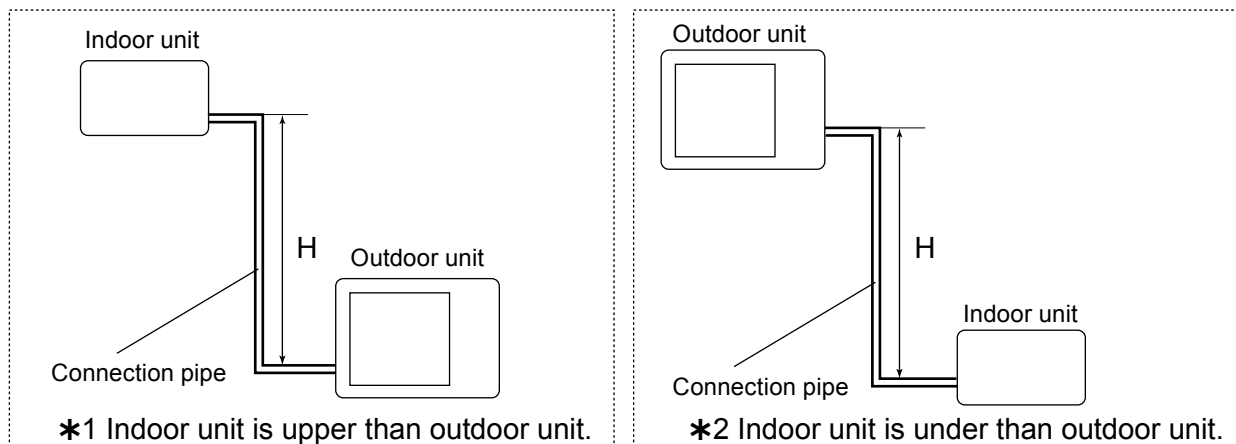 Indoor unit
H
Outdoor unit
Connection pipe
*1 Indoor unit is upper than outdoor unit.
Outdoor unit
H
Indoor unit
Connection pipe
*2 Indoor unit is under than outdoor unit.